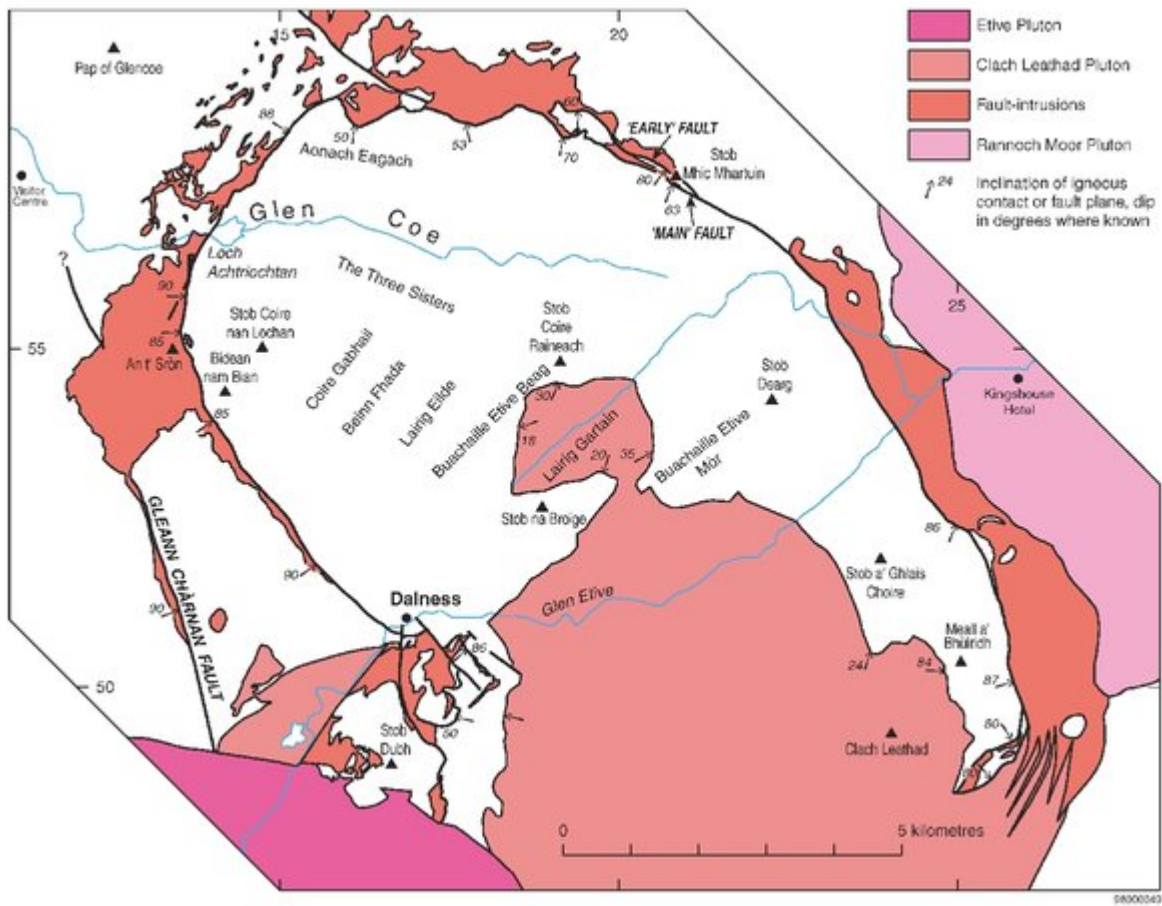 15
20
Pap of Glencoe
Etive Pluton
Clach Leathad Pluton
Fault-intrusions
Rannoch Moor Pluton
24
Inclination of igneous
contact or fault plane, dip
in degrees where known
'EARLY' FAULT
Stob
Mhic Mhartuin
'MAIN' FAULT
88
50
53
60
70
80
63
Aonach Eagach
Visitor
Centre
Glen Coe
?
Loch
Achtriochtan
The Three Sisters
90
85
An t' Sròn
Stob Coire
nan Lochan
Bidean
nam Bian
85
55
25
Kingshouse
Hotel
Coire Gabhail
Beinn Fhada
Lairig Eilde
Buachaille Etive Beag
Stob
Coire
Raineach
30
18
Lairig Gartain
20
35
Stob
Dearg
Buachaille Etive
Mòr
Stob na Broige
GLEANN CHÀRNAN FAULT
90
90
Dalness
Glen Etive
86
Stob a' Ghlais
Choire
Meall a'
Bhùirich
86
50
24
84
87
80
50
Stob
Dubh
Clach Leathad
0
5 kilometres